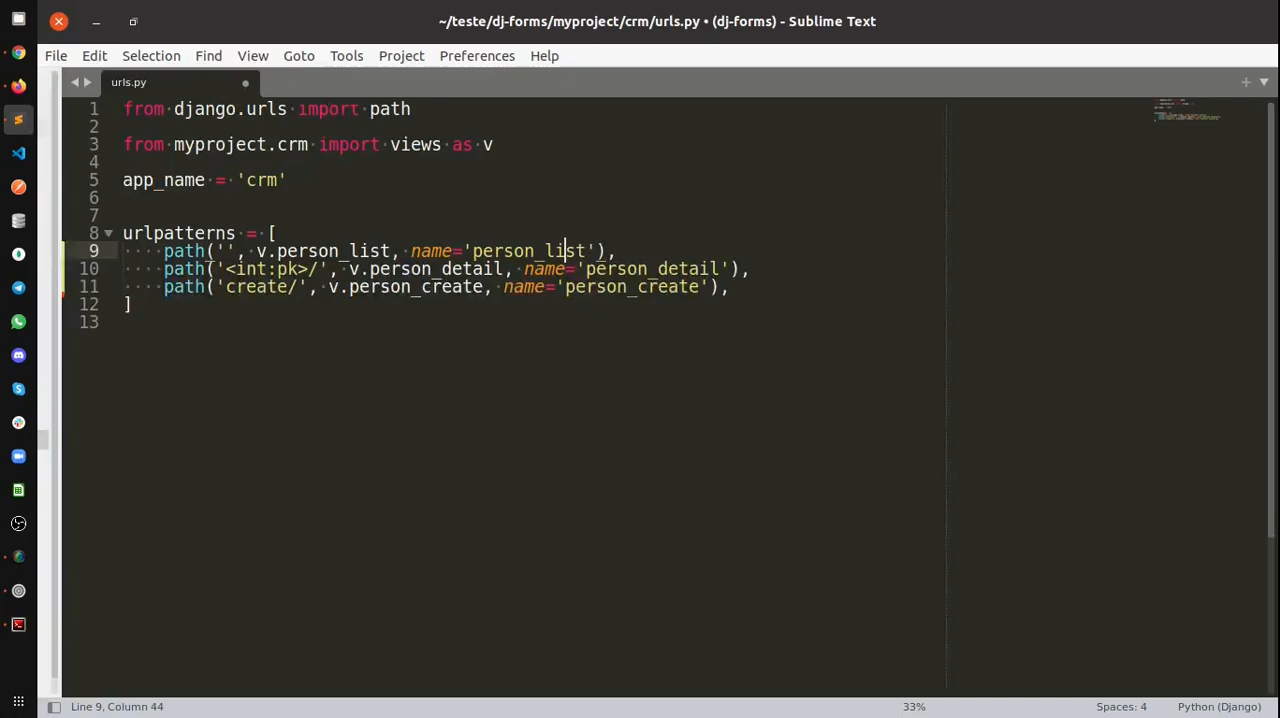 ~/teste/dj-forms/myproject/crm/urls.py • (dj-forms) - Sublime Text
File Edit Selection Find View Goto Tools Project Preferences Help
urls.py
1 from django.urls import path
2
3 from myproject.crm import views as v
4
5 app_name = 'crm'
6
7
8 urlpatterns = [
9 path('', v.person_list, name='person_list'),
10 path('<int:pk>/', v.person_detail, name='person_detail'),
11 path('create/', v.person_create, name='person_create'),
12 ]
13
Line 9, Column 44 33% Spaces: 4 Python (Django)